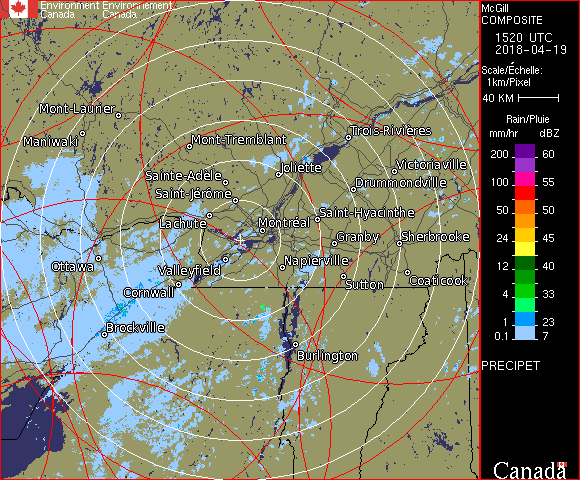 Environment Environnement
Canada Canada
McGill
COMPOSITE
1520 UTC
2018-04-19
Scale/Échelle:
1km/Pixel
40 KM
Rain/Pluie
mm/hr dBZ
200 60
100 55
50 50
24 45
12 40
4 33
1 23
0.1 7
PRECIPET
Canada
Mont-Laurier
Maniwaki
Mont-Tremblant
Trois-Rivières
Joliette
Victoriaville
Sainte-Adèle
Drummondville
Saint-Jérôme
Saint-Hyacinthe
Lachute
Montréal
Granby
Sherbrooke
Ottawa
Valleyfield
Napierville
Coaticook
Sutton
Cornwall
Brockville
Burlington